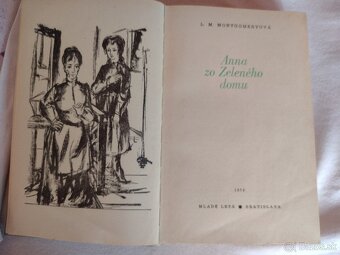 L. M. MONTGOMERYOVÁ
Anna
zo Zeleného
domu
MLADÉ LETÁ BRATISLAVA